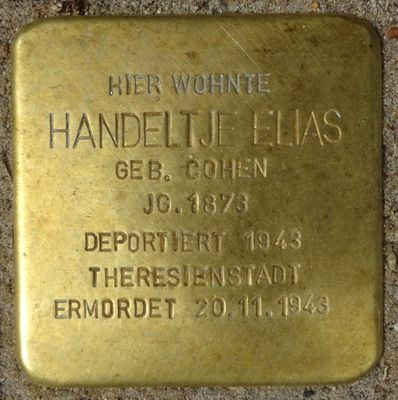 HIER WOHNTE
HANDELTJE ELIAS
GEB. COHEN
JG. 1873
DEPORTIERT 1943
THERESIENSTADT
ERMORDET 20.11.1943